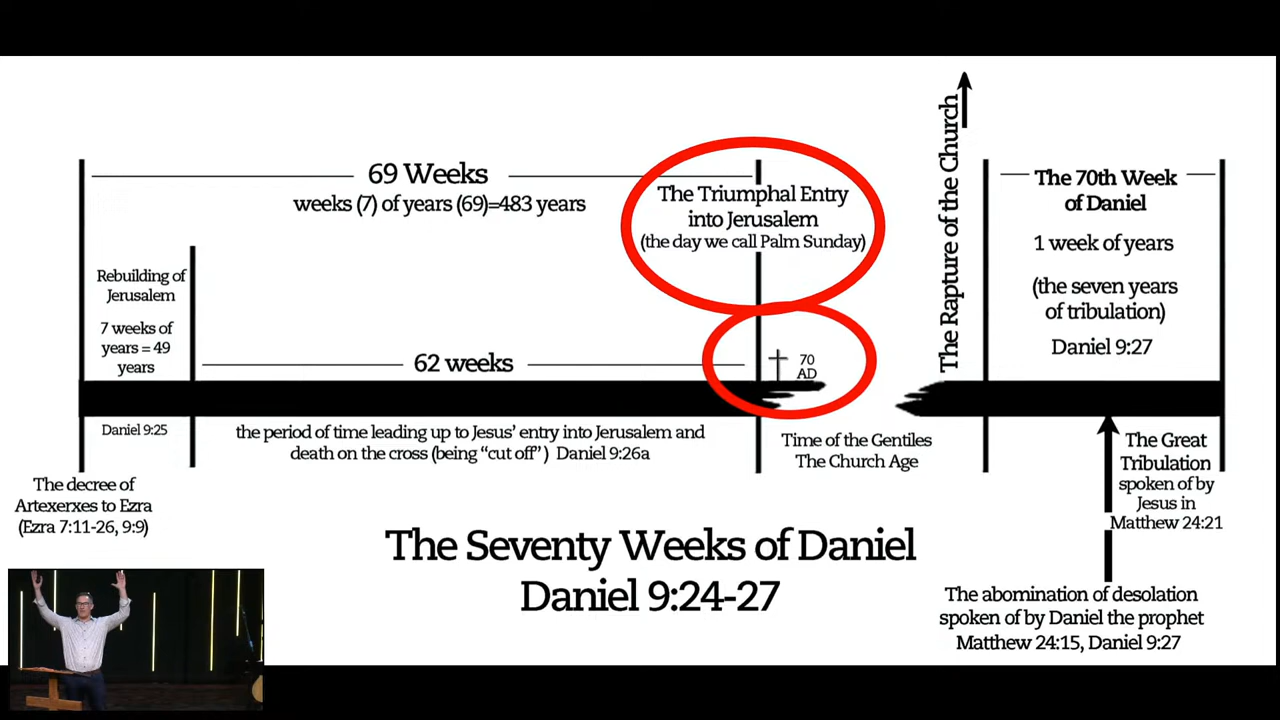 69 Weeks
weeks (7) of years (69)=483 years
The Triumphal Entry
into Jerusalem
(the day we call Palm Sunday)
Rebuilding of
Jerusalem
7 weeks of
years = 49
years
62 weeks
70
AD
The Rapture of the Church
The 70th Week
of Daniel
1 week of years
(the seven years
of tribulation)
Daniel 9:27
Daniel 9:25
the period of time leading up to Jesus' entry into Jerusalem and
death on the cross (being “cut off” ) Daniel 9:26a
Time of the Gentiles
The Church Age
The Great
Tribulation
spoken of by
Jesus in
Matthew 24:21
The decree of
Artexerxes to Ezra
(Ezra 7:11-26, 9:9)
The Seventy Weeks of Daniel
Daniel 9:24-27
The abomination of desolation
spoken of by Daniel the prophet
Matthew 24:15, Daniel 9:27